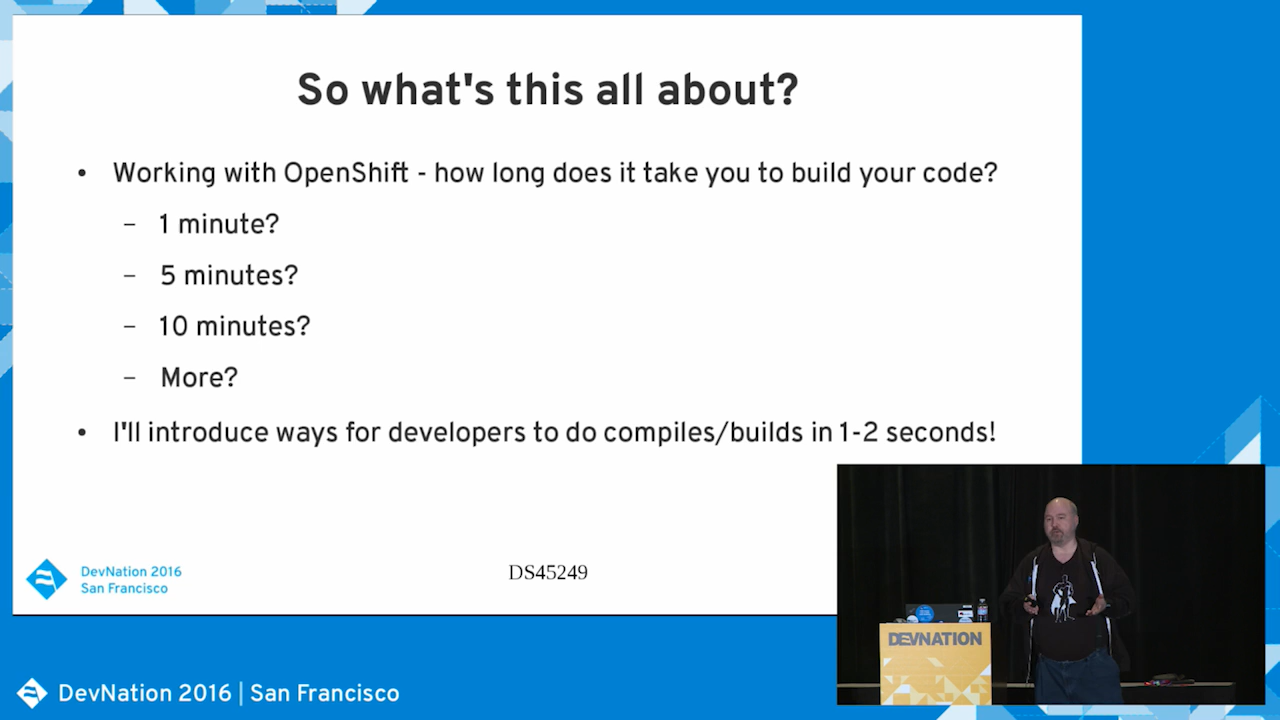 So what's this all about?
• Working with OpenShift - how long does it take you to build your code?
– 1 minute?
– 5 minutes?
– 10 minutes?
– More?
• I'll introduce ways for developers to do compiles/builds in 1-2 seconds!
DevNation 2016
San Francisco
DS45249
DEVNATION
DevNation 2016 | San Francisco